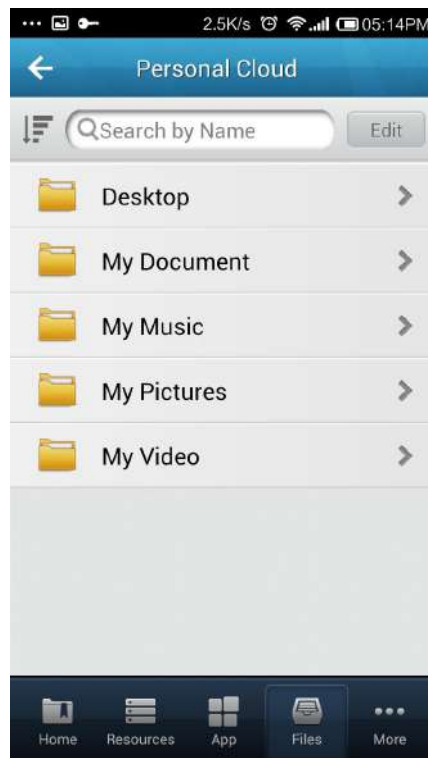 2.5K/s 05:14PM
Personal Cloud
Search by Name Edit
Desktop
My Document
My Music
My Pictures
My Video
Home Resources App Files More